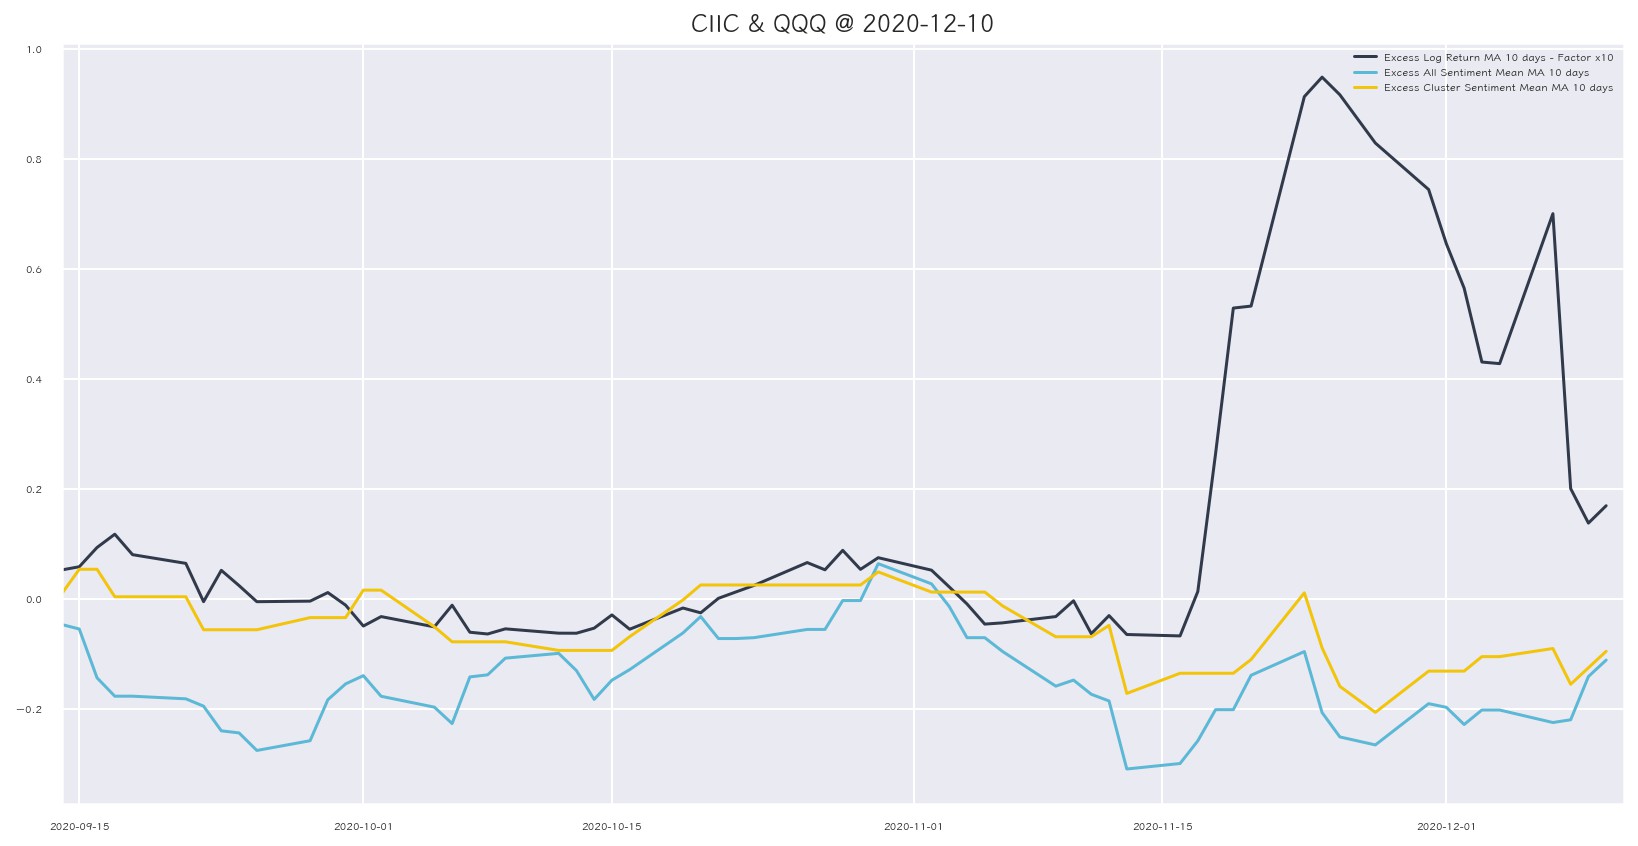 CIIC & QQQ @ 2020-12-10
Excess Log Return MA 10 days - Factor x10
Excess All Sentiment Mean MA 10 days
Excess Cluster Sentiment Mean MA 10 days
1.0
0.8
0.6
0.4
0.2
0.0
−0.2
2020-09-15 2020-10-01 2020-10-15 2020-11-01 2020-11-15 2020-12-01